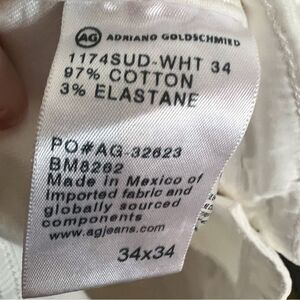 AG ADRIANO GOLDSCHMIED
1174SUD-WHT 34
97% COTTON
3% ELASTANE
PO#AG-32623
BM8262
Made in Mexico of
Imported fabric and
globally sourced
components
www.agjeans.com
34x34